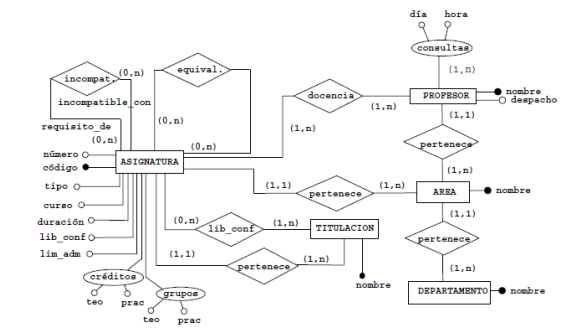 día hora
consultas
(1,n)
incompat. (0,n)
equival.
docencia
PROFESOR
nombre
despacho
incompatible_con
(1,n)
(1,1)
requisito_de
(0,n)
(0,n)
(0,n)
(1,n)
pertenece
número
ASIGNATURA
código
(1,n)
tipo
(1,1)
pertenece
(1,n)
AREA
nombre
curso
(1,1)
duración
(0,n)
lib_conf
(1,n)
TITULACION
lib_conf
pertenece
lim_adm
(1,1)
pertenece
(1,n)
(1,n)
créditos
grupos
nombre
DEPARTAMENTO
nombre
teo prac
teo prac